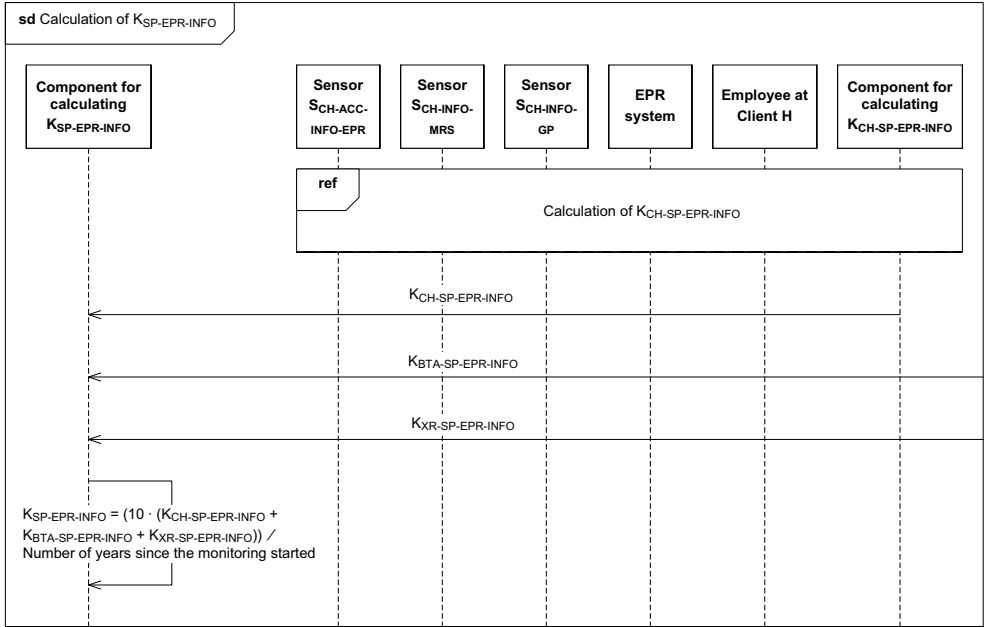 sd Calculation of KSP-EPR-INFO
Component for
calculating
KSP-EPR-INFO
Sensor
SCH-ACC-
INFO-EPR
Sensor
SCH-INFO-
MRS
Sensor
SCH-INFO-
GP
EPR
system
Employee at
Client H
Component for
calculating
KCH-SP-EPR-INFO
ref
Calculation of KCH-SP-EPR-INFO
KCH-SP-EPR-INFO
KBTA-SP-EPR-INFO
KXR-SP-EPR-INFO
KSP-EPR-INFO = (10 · (KCH-SP-EPR-INFO +
KBTA-SP-EPR-INFO + KXR-SP-EPR-INFO)) ∕
Number of years since the monitoring started